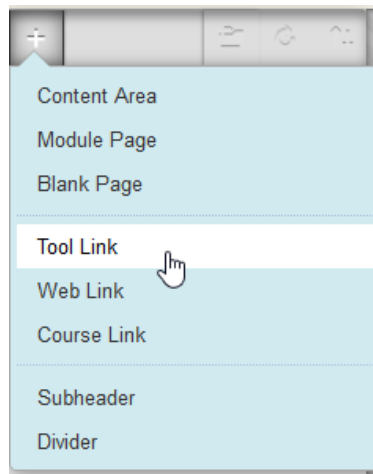 Content Area
Module Page
Blank Page
Tool Link
Web Link
Course Link
Subheader
Divider